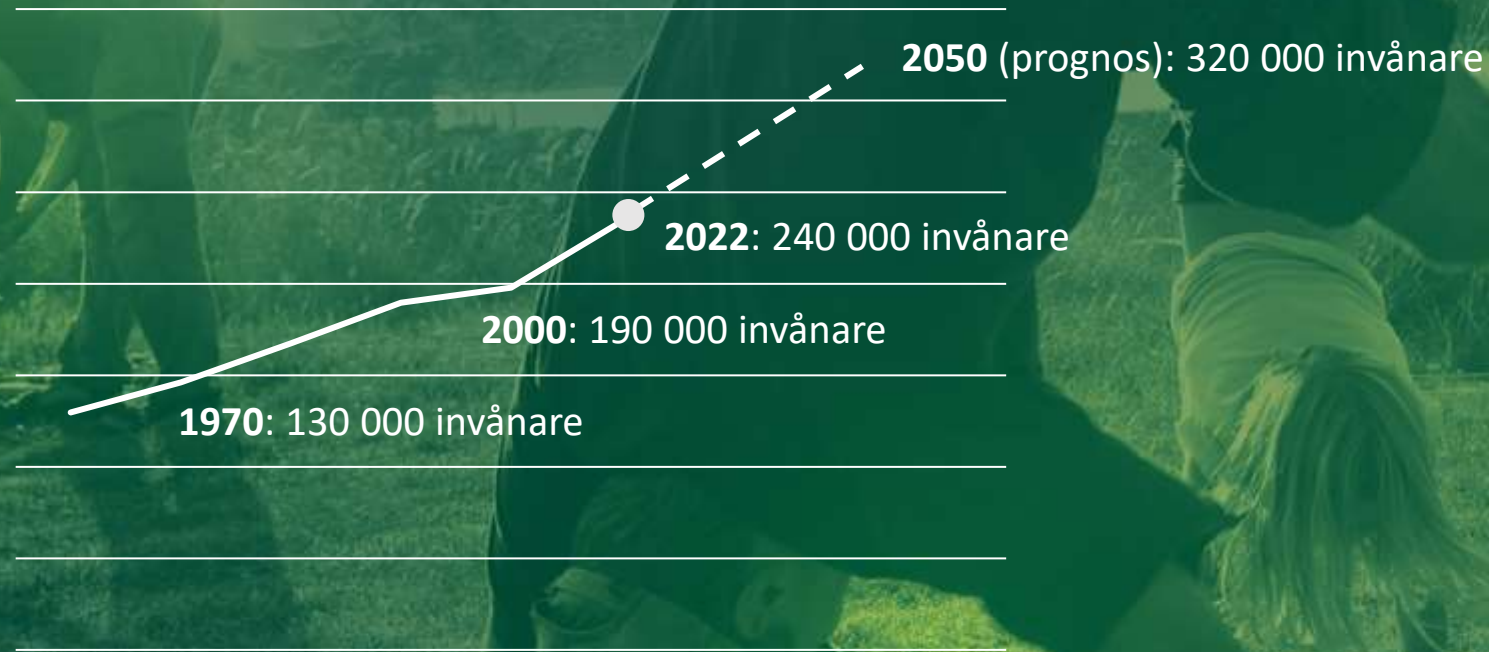 2050 (prognos): 320 000 invånare
2022: 240 000 invånare
2000: 190 000 invånare
1970: 130 000 invånare